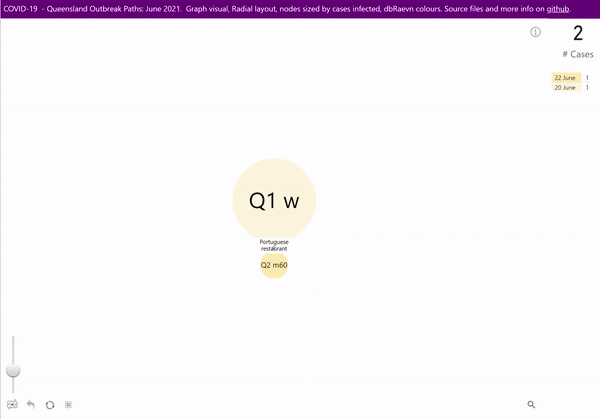 COVID-19 - Queensland Outbreak Paths: June 2021. Graph visual, Radial layout, nodes sized by cases infected, dbRaevn colours. Source files and more info on github.
2
# Cases
22 June 1
20 June 1
Q1 w
Portuguese
restaurant
Q2 m60